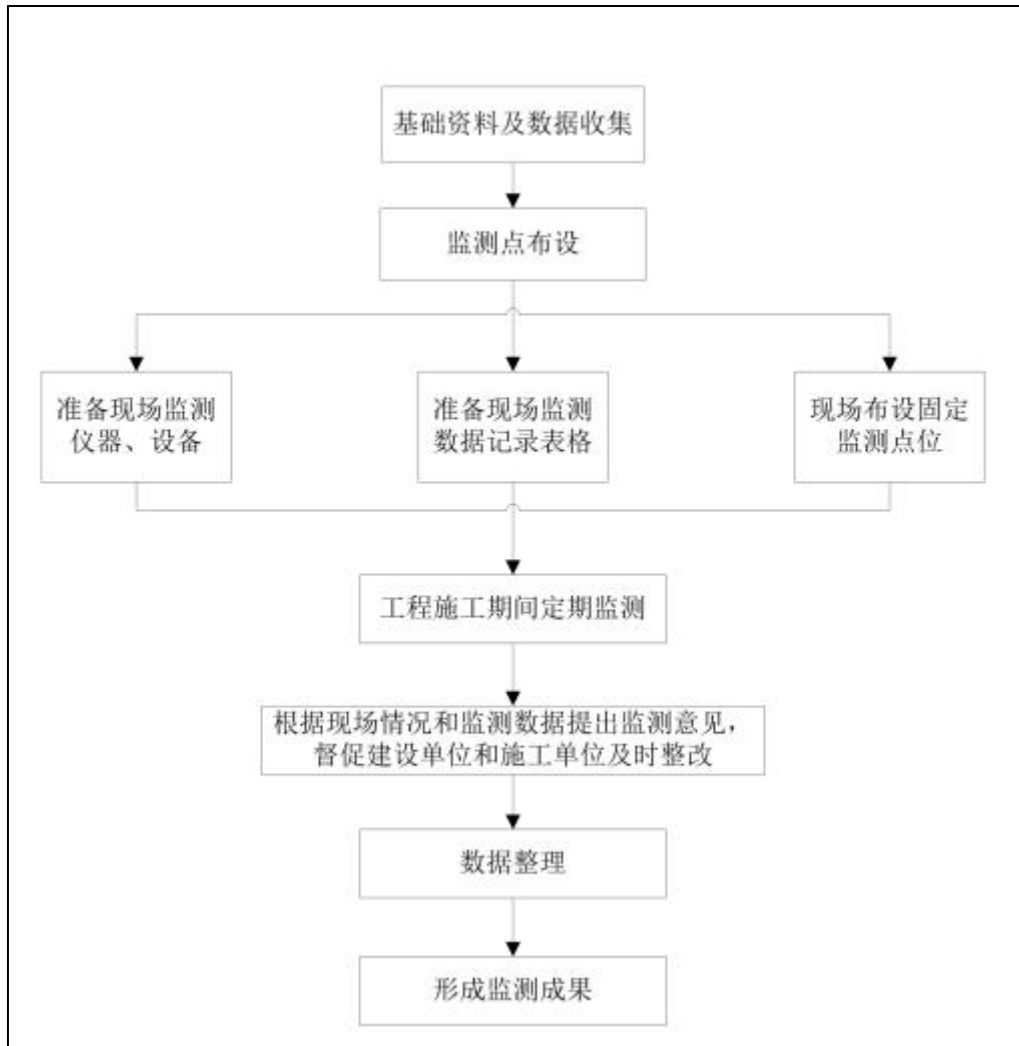 基础资料及数据收集
监测点布设
准备现场监测
仪器、设备
准备现场监测
数据记录表格
现场布设固定
监测点位
工程施工期间定期监测
根据现场情况和监测数据提出监测意见，
督促建设单位和施工单位及时整改
数据整理
形成监测成果